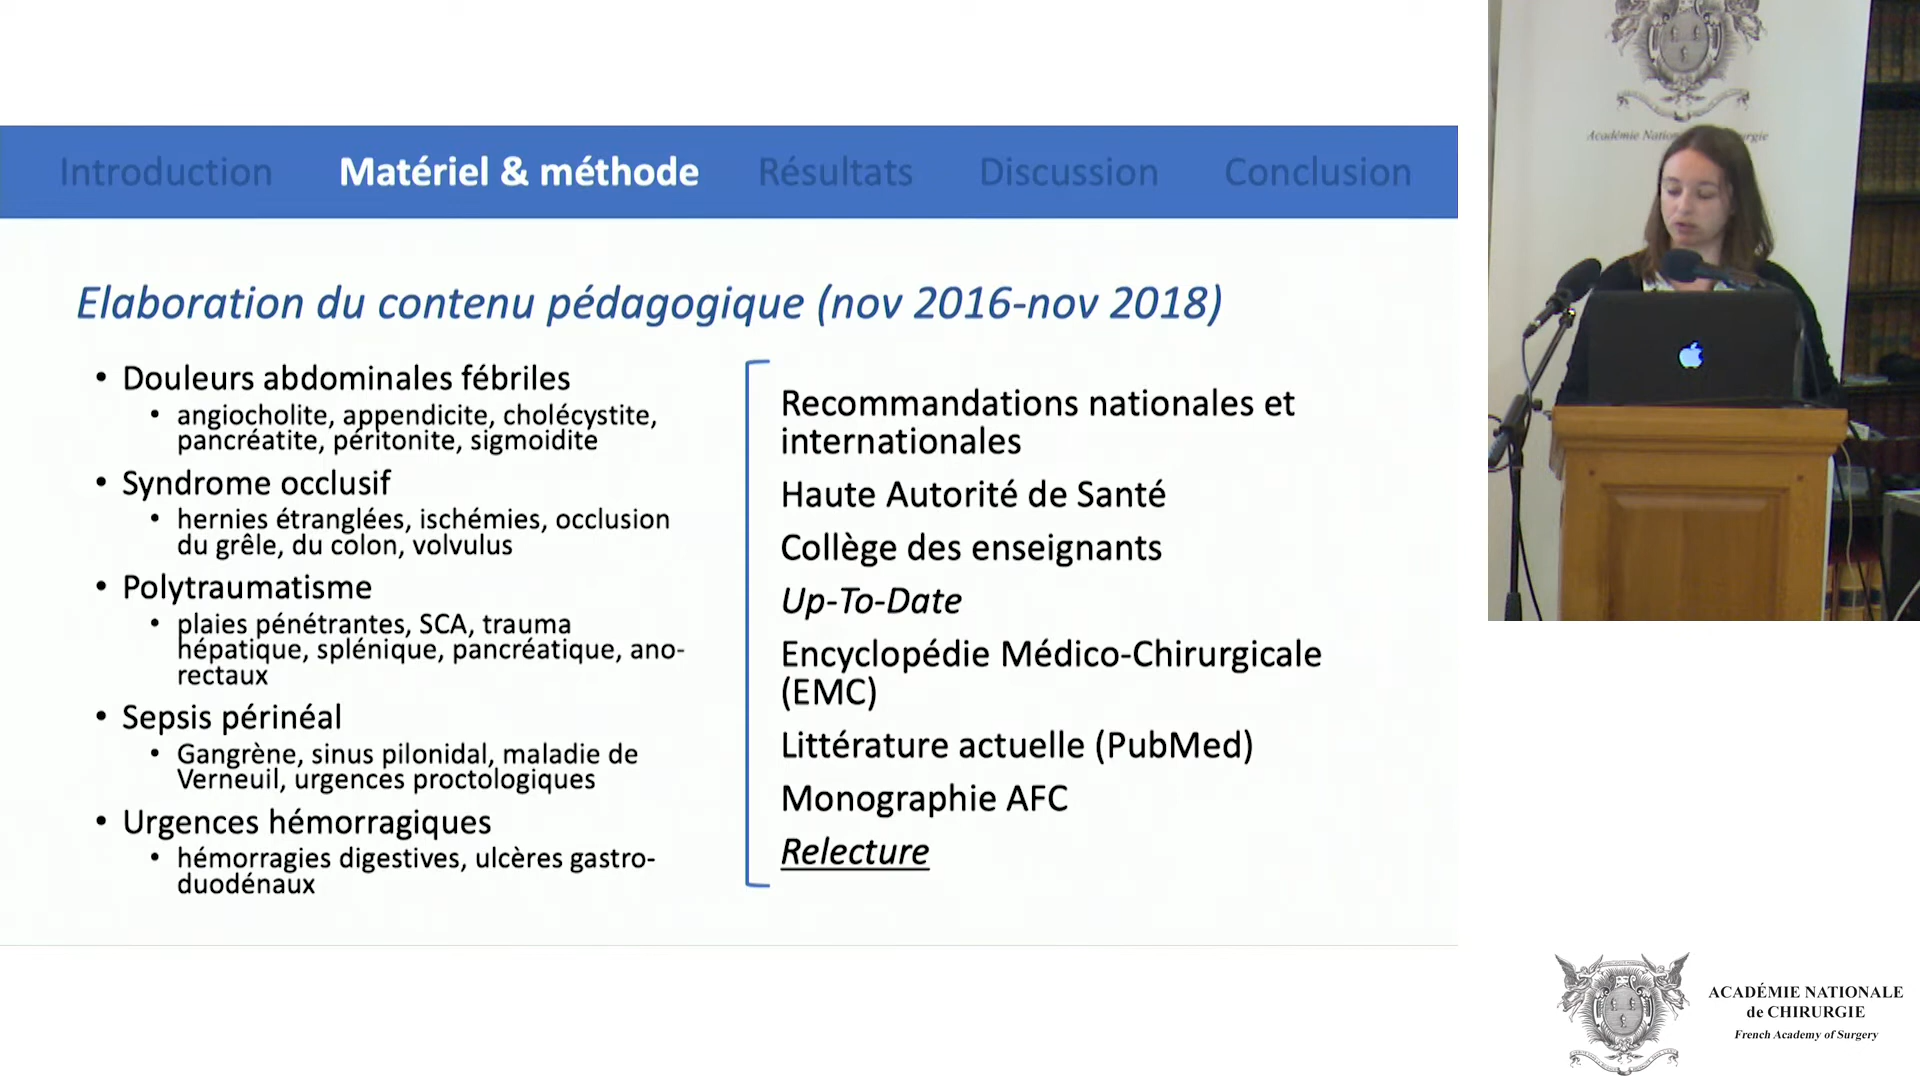 Introduction Matériel & méthode Résultats Discussion Conclusion
Elaboration du contenu pédagogique (nov 2016-nov 2018)
• Douleurs abdominales fébriles
• angiocholite, appendicite, cholécystite,
pancréatite, péritonite, sigmoidite
• Syndrome occlusif
• hernies étranglées, ischémies, occlusion
du grêle, du colon, volvulus
• Polytraumatisme
• plaies pénétrantes, SCA, trauma
hépatique, splénique, pancréatique, ano-
rectaux
• Sepsis périnéal
• Gangrène, sinus pilonidal, maladie de
Verneuil, urgences proctologiques
• Urgences hémorragiques
• hémorragies digestives, ulcères gastro-
duodénaux
Recommandations nationales et
internationales
Haute Autorité de Santé
Collège des enseignants
Up-To-Date
Encyclopédie Médico-Chirurgicale
(EMC)
Littérature actuelle (PubMed)
Monographie AFC
Relecture
Académie
ACADÉMIE NATIONALE
de CHIRURGIE
French Academy of Surgery